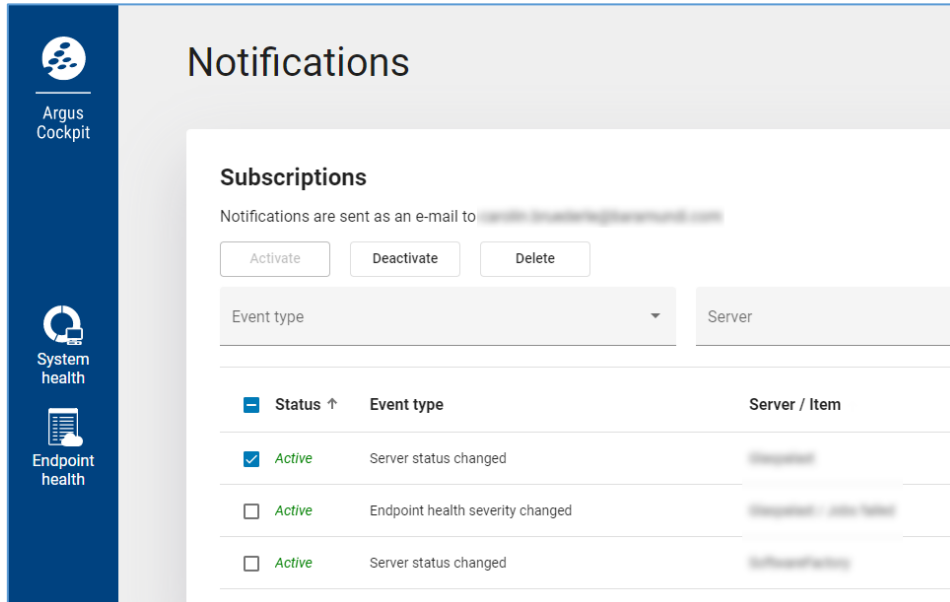 Notifications
Argus
Cockpit
Subscriptions
Notifications are sent as an e-mail to
Activate
Deactivate
Delete
Event type
Server
System
health
Status ↑ Event type Server / Item
Endpoint
health
Active Server status changed
Active Endpoint health severity changed
Active Server status changed